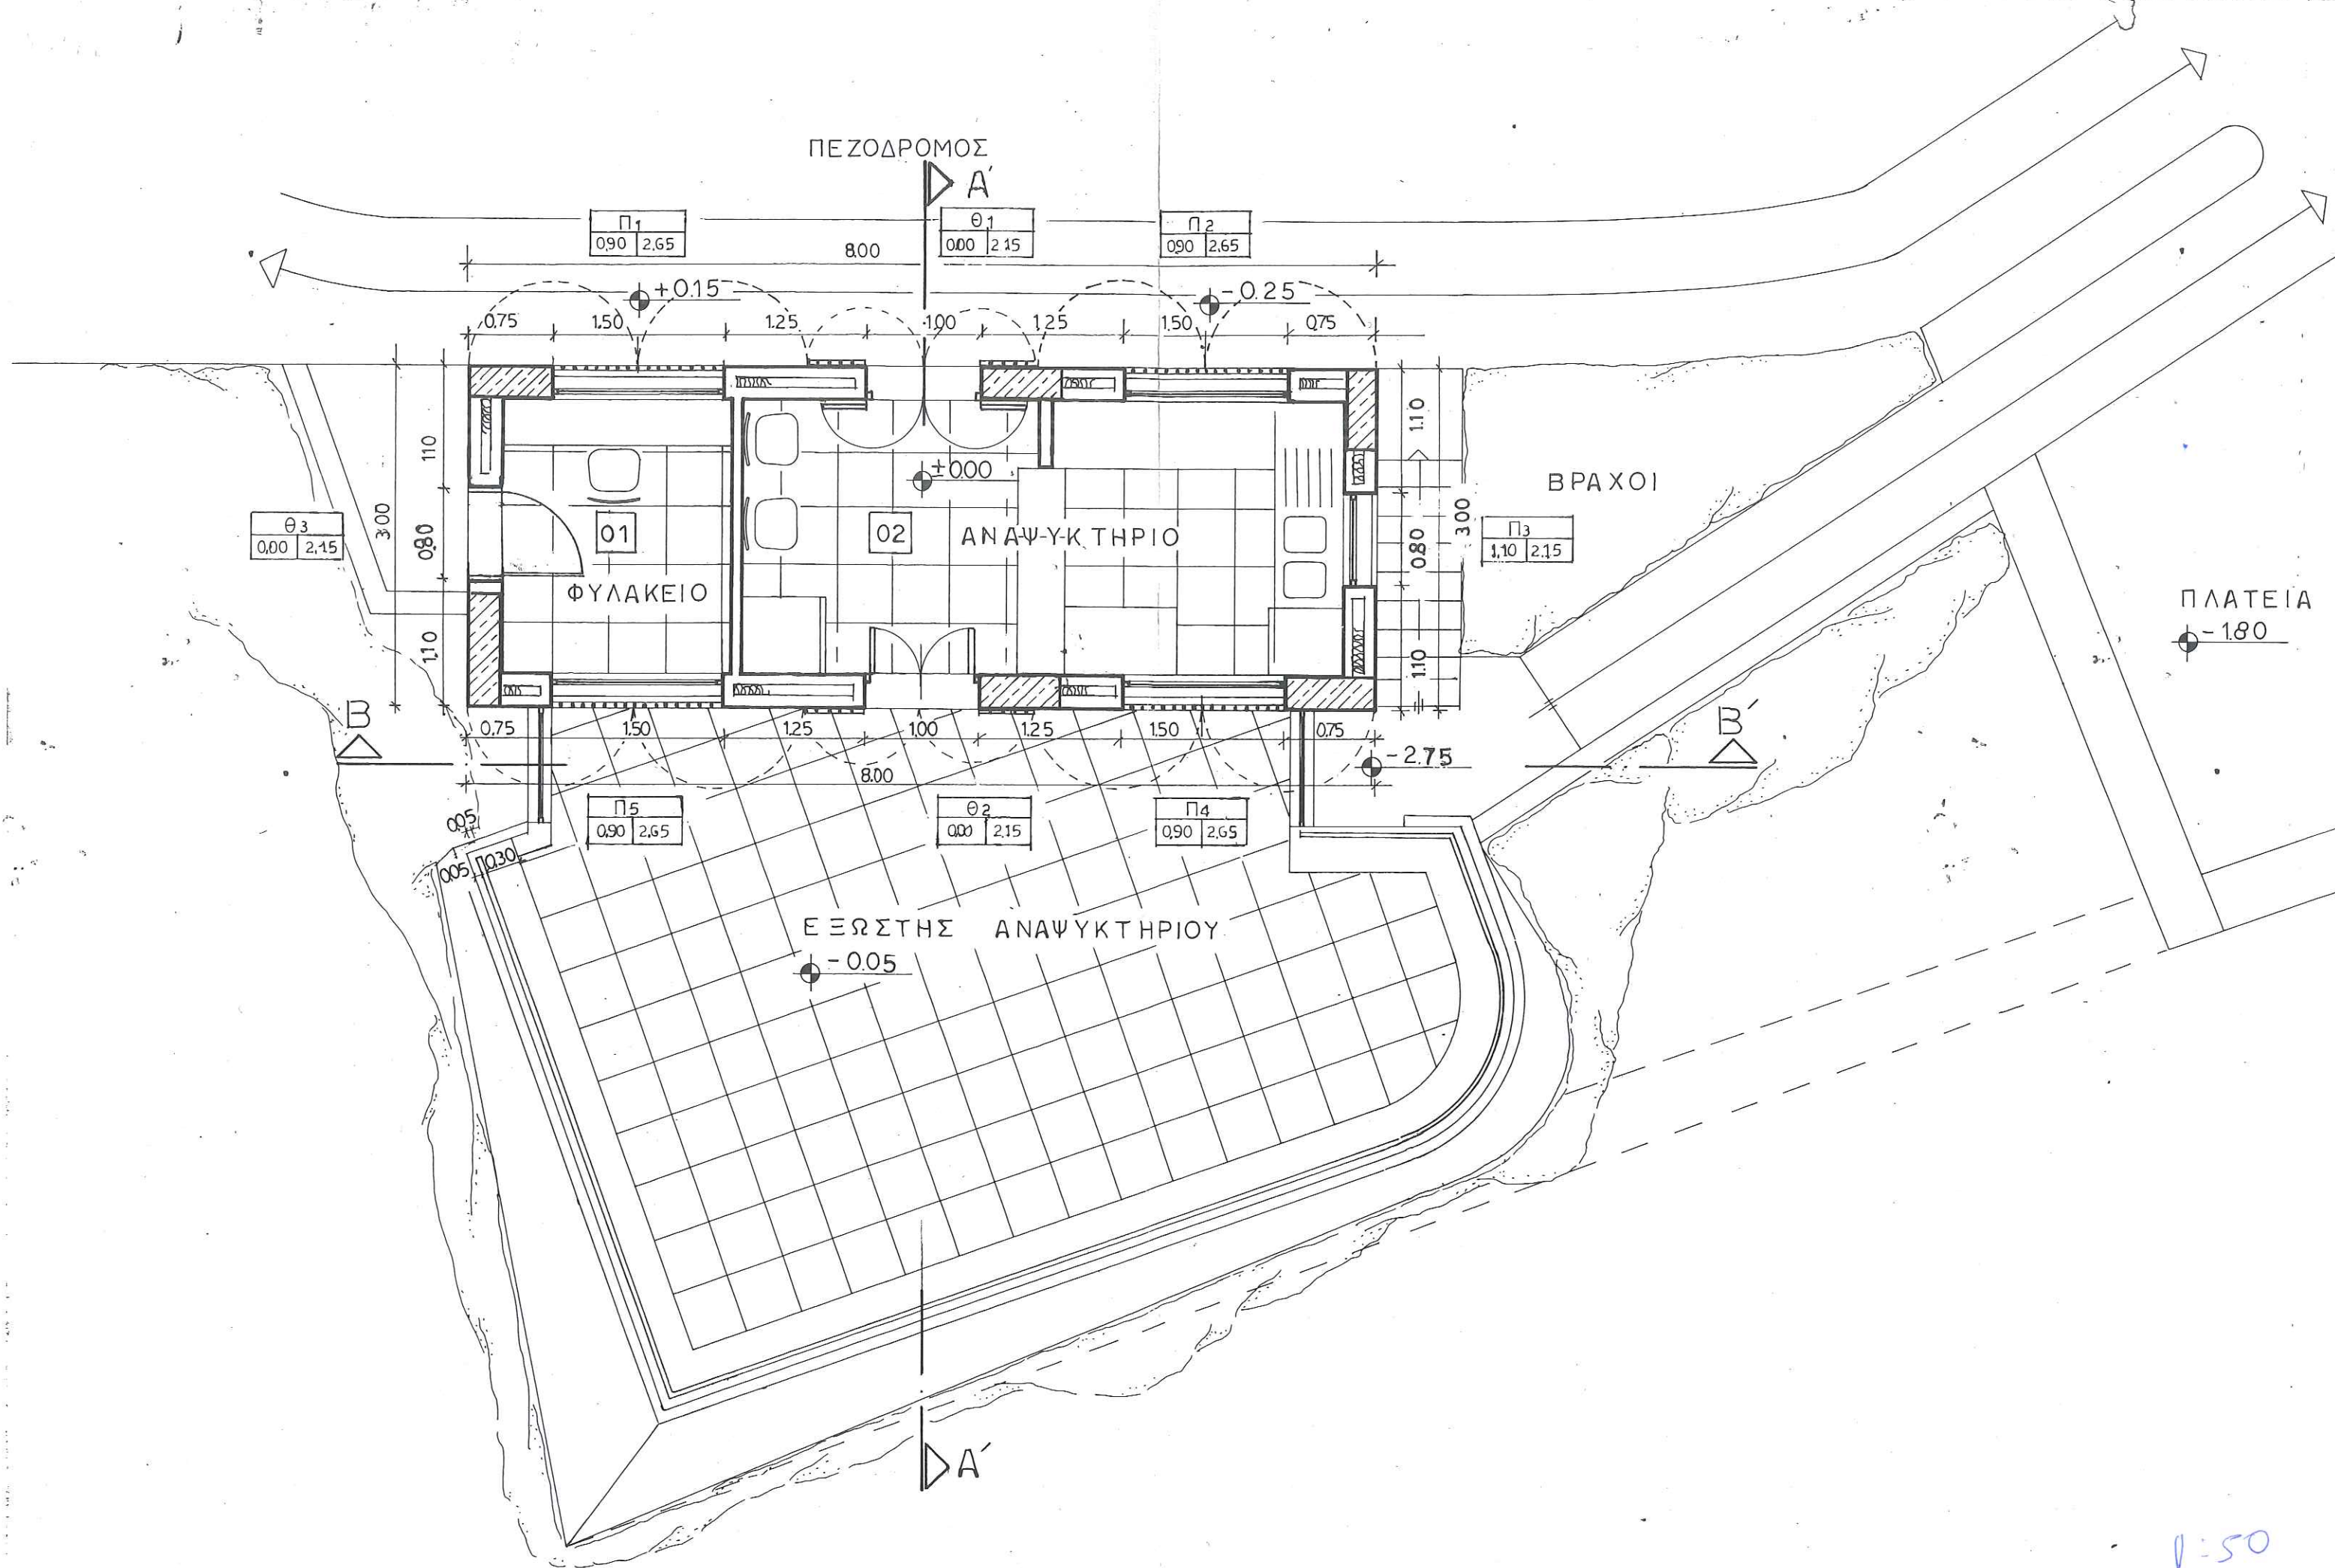 ΠΕΖΟΔΡΟΜΟΣ
Α´
Π1
0,90 2.65
Θ1
0.00 2.15
Π2
0.90 2.65
8.00
+0.15
-0.25
0.75 1.50 1.25 1.00 1.25 1.50 0.75
1.10
3.00
0.80
1.10
Θ3
0,00 2.15
01
ΦΥΛΑΚΕΙΟ
±0.00
02
ΑΝΑΨΥΚΤΗΡΙΟ
1.10
0.80
3.00
1.10
Π3
1,10 2.15
ΒΡΑΧΟΙ
ΠΛΑΤΕΙΑ
-1.80
Β
Β´
0.75 1.50 1.25 1.00 1.25 1.50 0.75
8.00
-2.75
Π5
0,90 2.65
Θ2
0.00 2.15
Π4
0,90 2.65
0.05
0.05
0.30
ΕΞΩΣΤΗΣ ΑΝΑΨΥΚΤΗΡΙΟΥ
-0.05
Α´
1:50